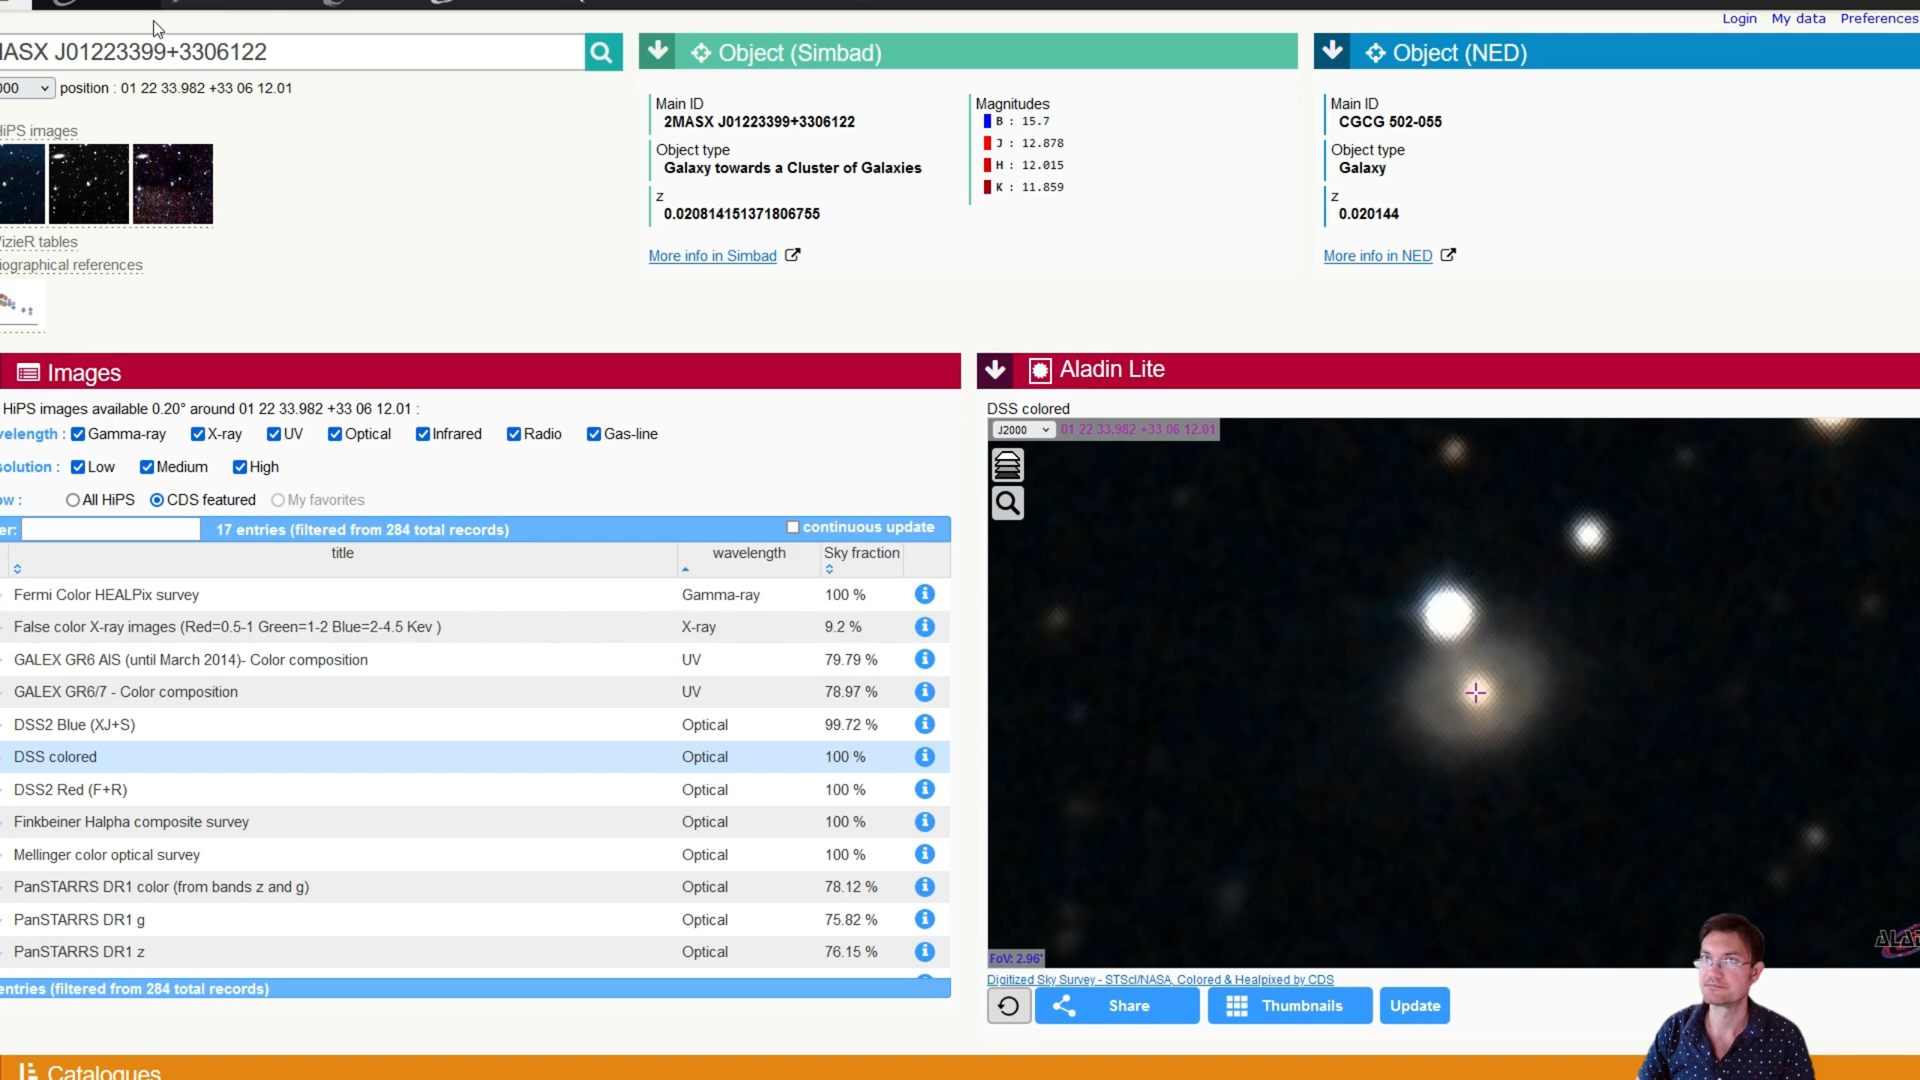 Login My data Preferences
MASX J01223399+3306122
000 position : 01 22 33.982 +33 06 12.01
HiPS images
VizieR tables
iographical references
Object (Simbad)
Main ID
2MASX J01223399+3306122
Object type
Galaxy towards a Cluster of Galaxies
z
0.020814151371806755
More info in Simbad
Magnitudes
B : 15.7
J : 12.878
H : 12.015
K : 11.859
Object (NED)
Main ID
CGCG 502-055
Object type
Galaxy
z
0.020144
More info in NED
Images
HiPS images available 0.20° around 01 22 33.982 +33 06 12.01 :
velength : Gamma-ray X-ray UV Optical Infrared Radio Gas-line
solution : Low Medium High
ow : All HiPS CDS featured My favorites
er: 17 entries (filtered from 284 total records) continuous update
title wavelength Sky fraction
Fermi Color HEALPix survey Gamma-ray 100 %
False color X-ray images (Red=0.5-1 Green=1-2 Blue=2-4.5 Kev ) X-ray 9.2 %
GALEX GR6 AIS (until March 2014)- Color composition UV 79.79 %
GALEX GR6/7 - Color composition UV 78.97 %
DSS2 Blue (XJ+S) Optical 99.72 %
DSS colored Optical 100 %
DSS2 Red (F+R) Optical 100 %
Finkbeiner Halpha composite survey Optical 100 %
Mellinger color optical survey Optical 100 %
PanSTARRS DR1 color (from bands z and g) Optical 78.12 %
PanSTARRS DR1 g Optical 75.82 %
PanSTARRS DR1 z Optical 76.15 %
entries (filtered from 284 total records)
Aladin Lite
DSS colored
J2000 01 22 33.982 +33 06 12.01
FoV: 2.96'
Digitized Sky Survey - STScI/NASA, Colored & Healpixed by CDS
Share Thumbnails Update
Catalogues